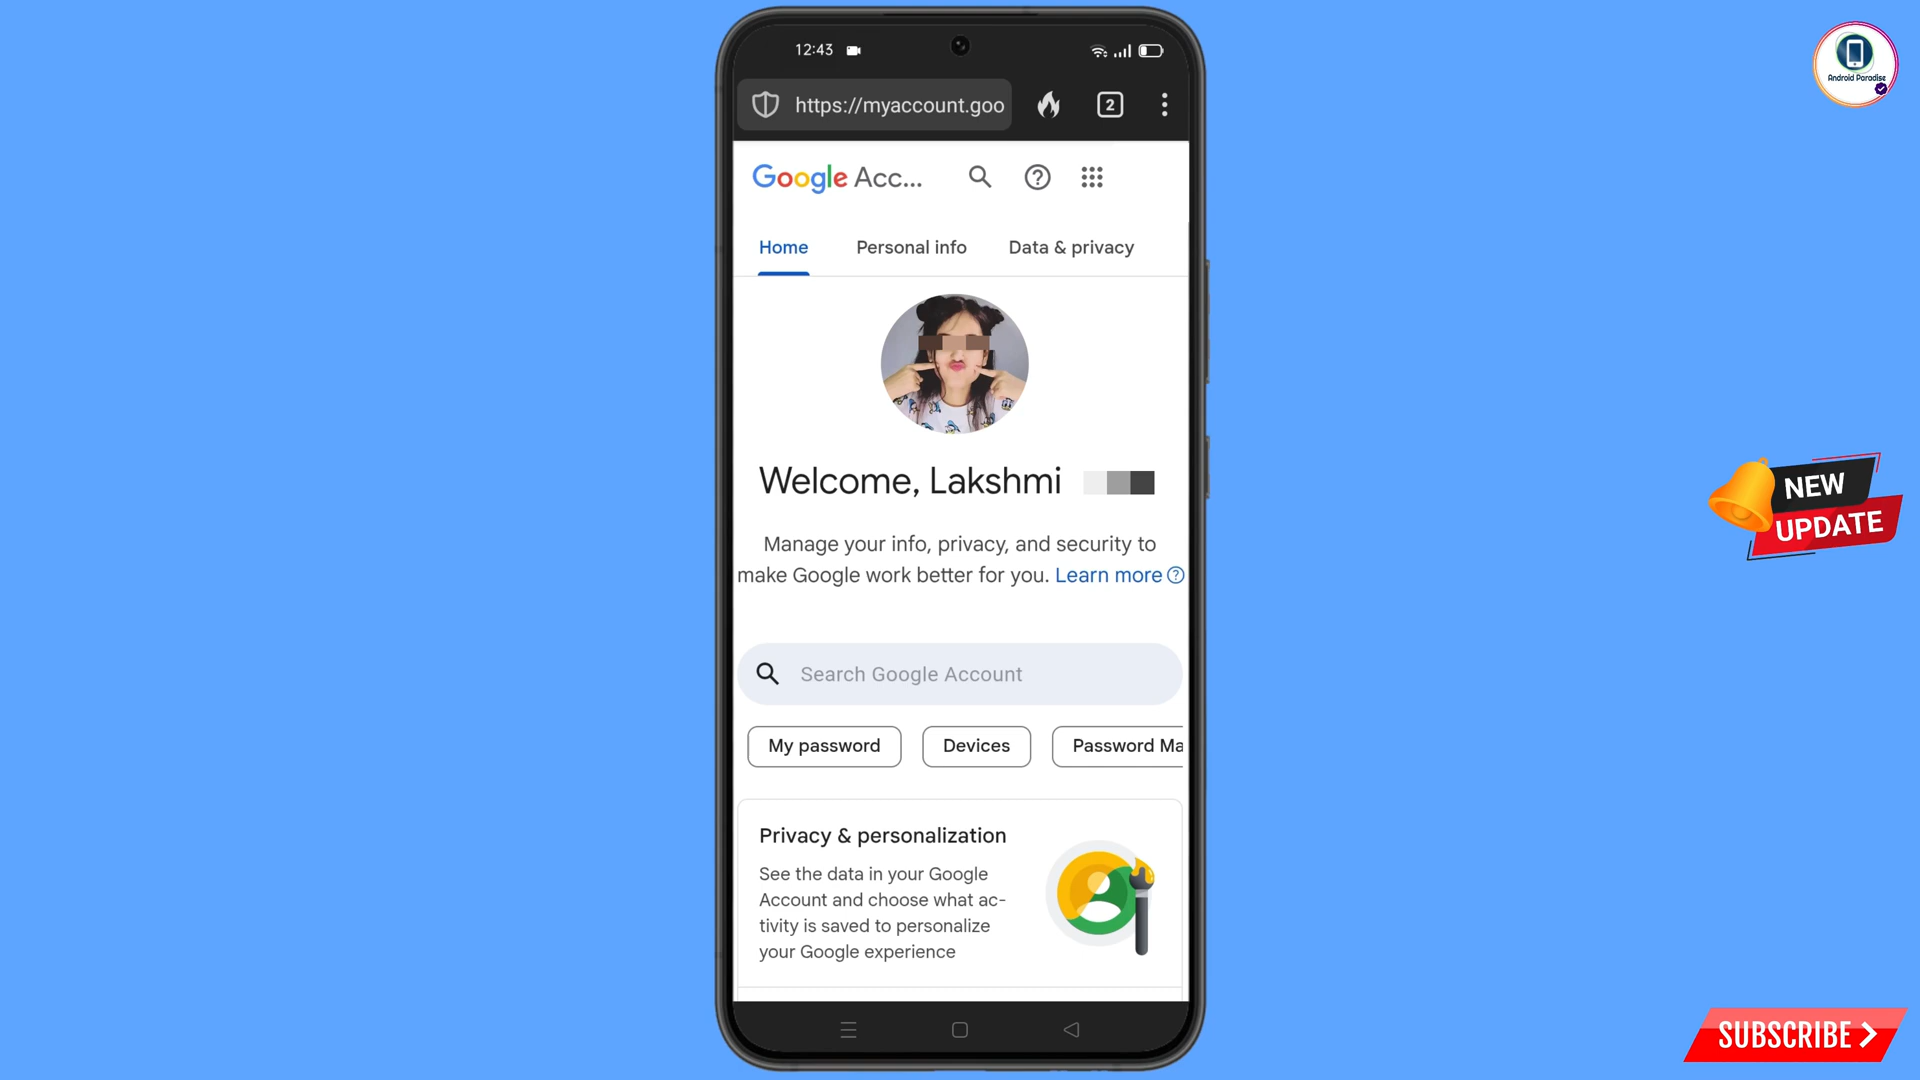 12:43
https://myaccount.goo
2
Google Acc...
Home Personal info Data & privacy
Welcome, Lakshmi
Manage your info, privacy, and security to
make Google work better for you. Learn more
Search Google Account
My password Devices Password Ma
Privacy & personalization
See the data in your Google
Account and choose what ac-
tivity is saved to personalize
your Google experience
Android Paradise
NEW
UPDATE
SUBSCRIBE